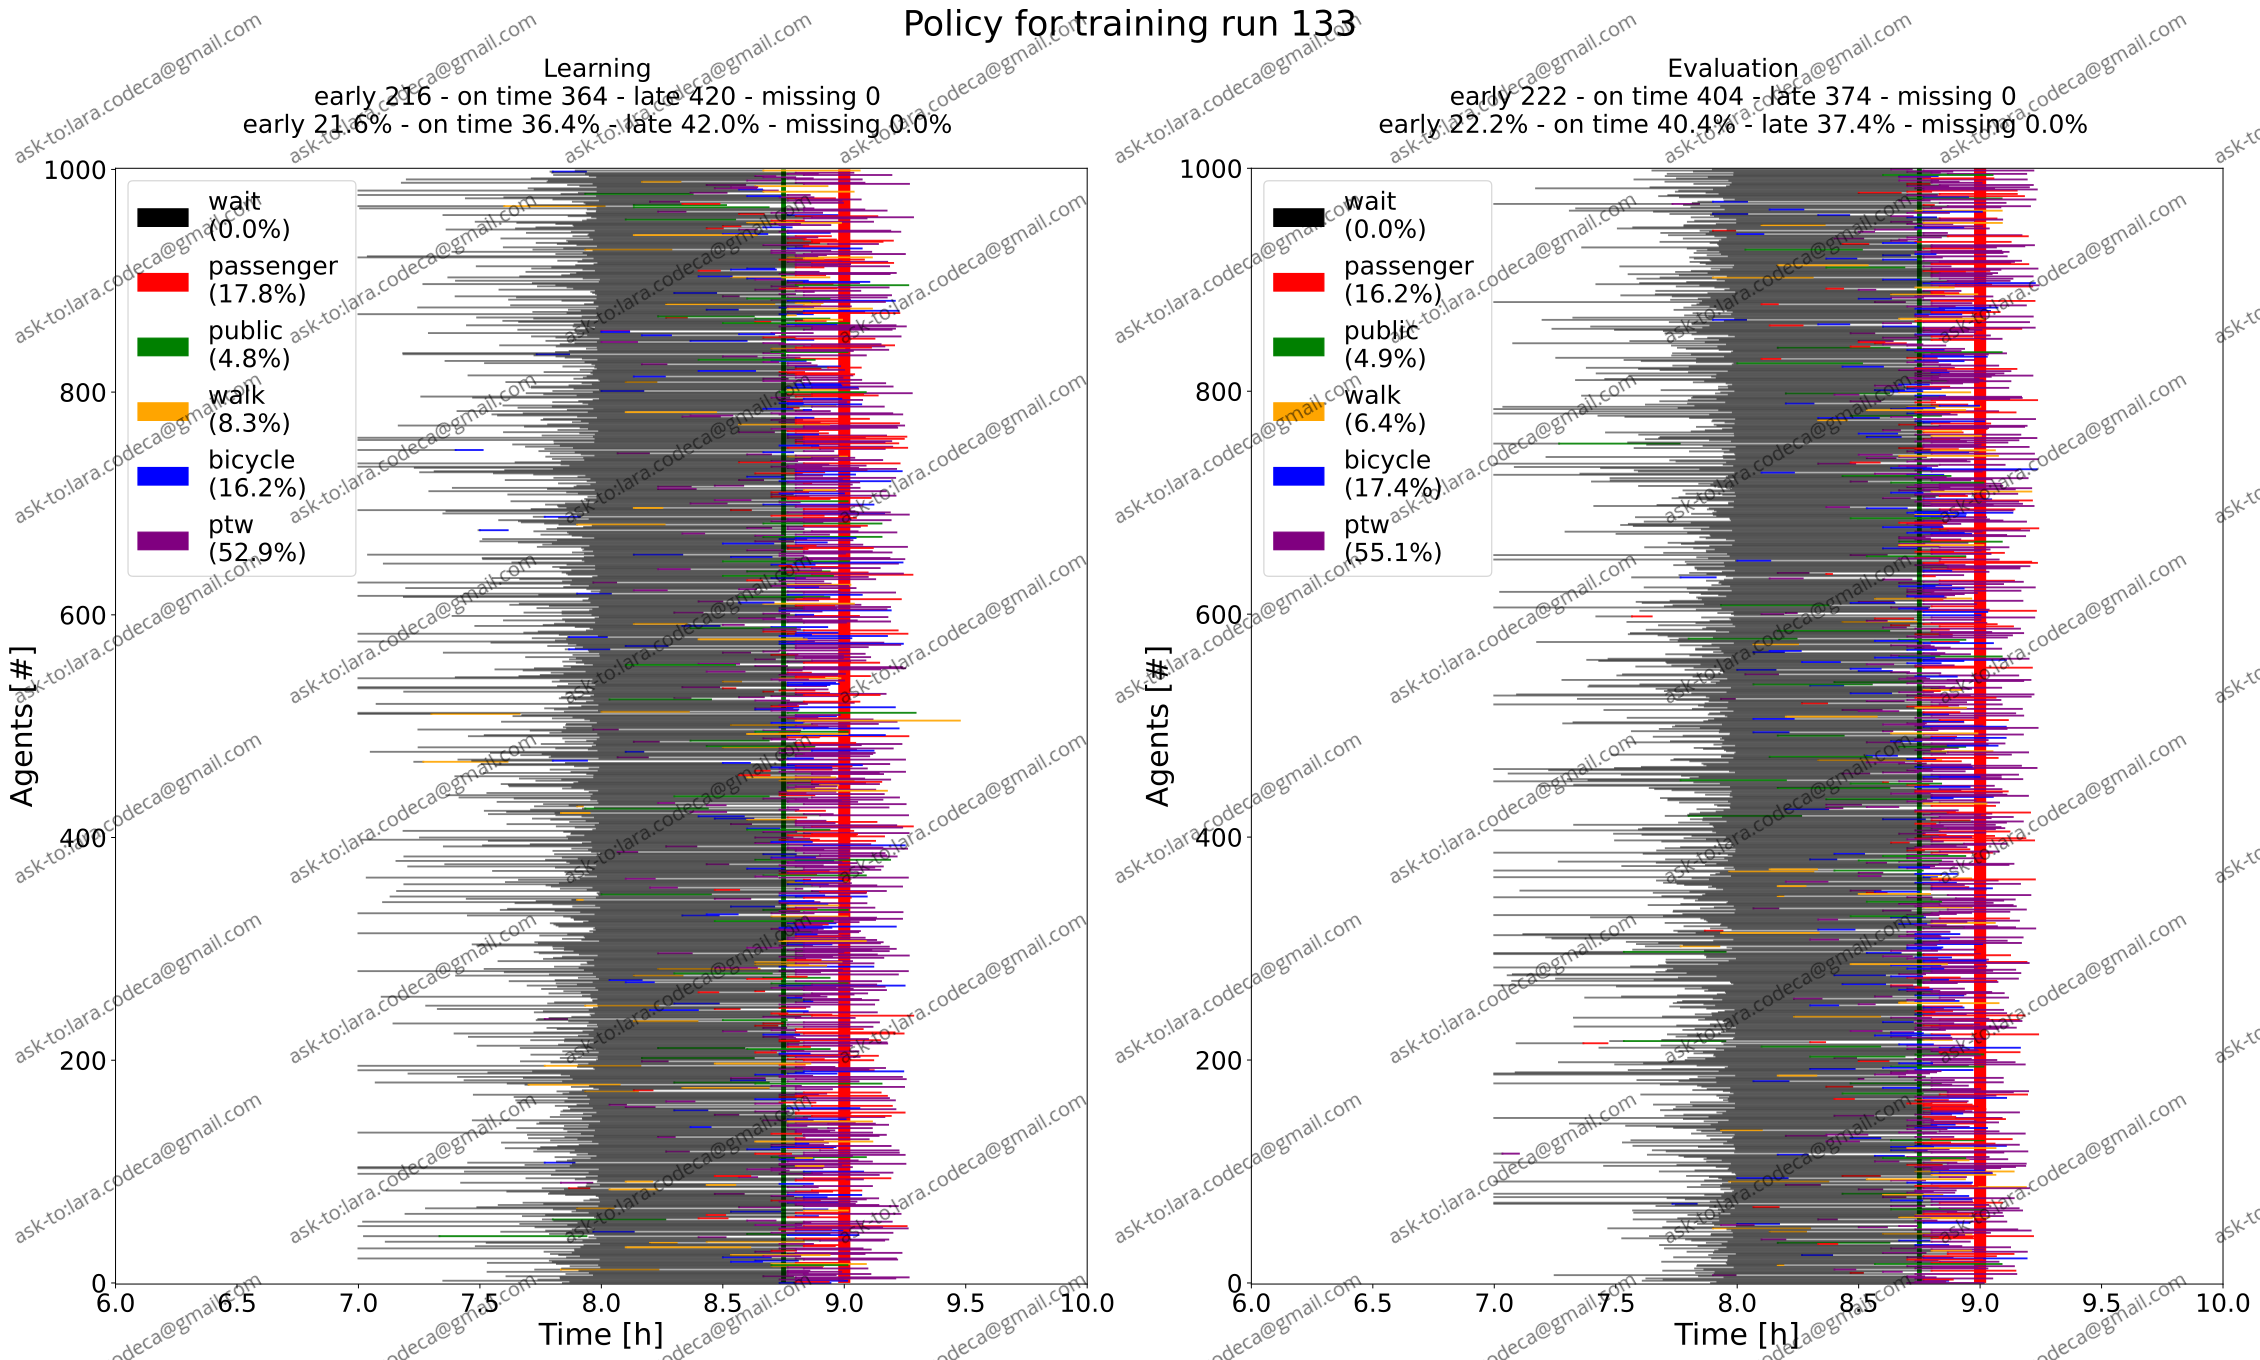 Policy for training run 133
Learning
early 216 - on time 364 - late 420 - missing 0
early 21.6% - on time 36.4% - late 42.0% - missing 0.0%
1000
800
600
400
200
0
Agents [#]
wait
(0.0%)
passenger
(17.8%)
public
(4.8%)
walk
(8.3%)
bicycle
(16.2%)
ptw
(52.9%)
6.0 6.5 7.0 7.5 8.0 8.5 9.0 9.5 10.0
Time [h]
Evaluation
early 222 - on time 404 - late 374 - missing 0
early 22.2% - on time 40.4% - late 37.4% - missing 0.0%
1000
800
600
400
200
0
Agents [#]
wait
(0.0%)
passenger
(16.2%)
public
(4.9%)
walk
(6.4%)
bicycle
(17.4%)
ptw
(55.1%)
6.0 6.5 7.0 7.5 8.0 8.5 9.0 9.5 10.0
Time [h]
ask-to:lara.codeca@gmail.com